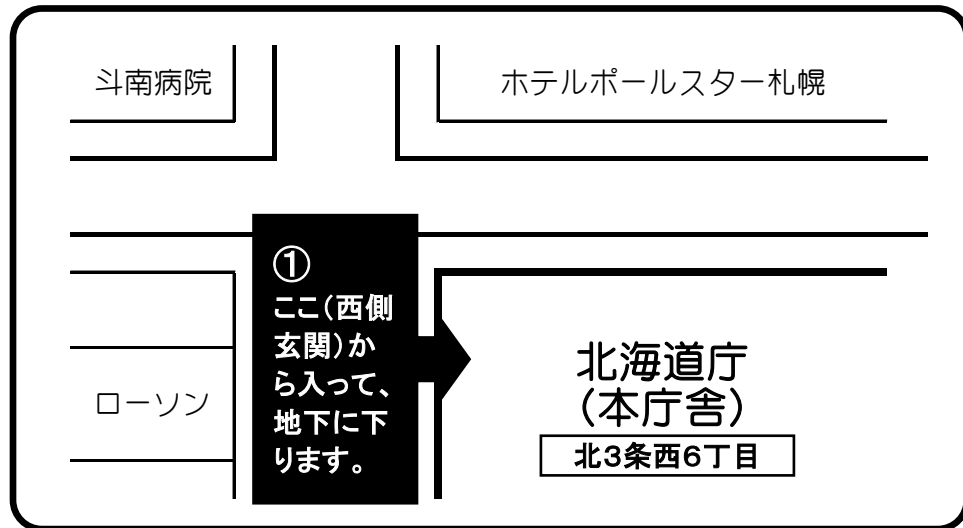 斗南病院
ホテルポールスター札幌
①
ここ(西側
玄関)か
ら入って、
地下に下
ります。
ローソン
北海道庁
(本庁舎)
北3条西6丁目